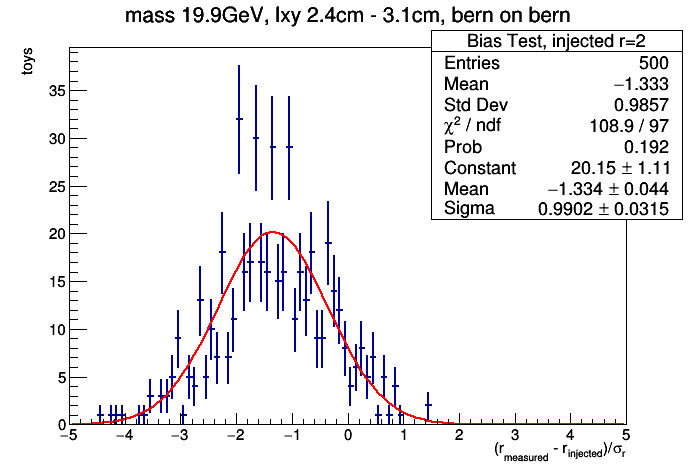 mass 19.9GeV, lxy 2.4cm - 3.1cm, bern on bern
Bias Test, injected r=2
Entries 500
Mean −1.333
Std Dev 0.9857
χ² / ndf 108.9 / 97
Prob 0.192
Constant 20.15 ± 1.11
Mean −1.334 ± 0.044
Sigma 0.9902 ± 0.0315
toys
35
30
25
20
15
10
5
0
−5 −4 −3 −2 −1 0 1 2 3 4 5
(r_measured - r_injected)/σ_r